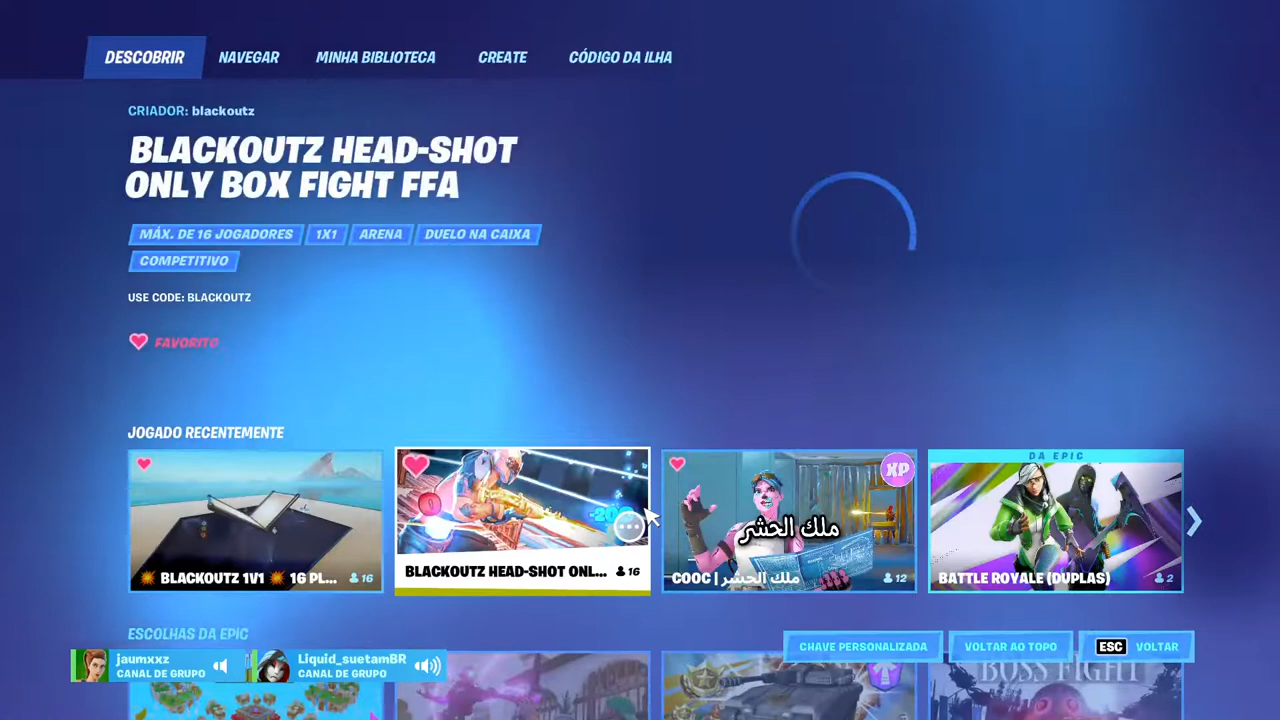 DESCOBRIR NAVEGAR MINHA BIBLIOTECA CREATE CÓDIGO DA ILHA
CRIADOR: blackoutz
BLACKOUTZ HEAD-SHOT
ONLY BOX FIGHT FFA
MÁX. DE 16 JOGADORES 1X1 ARENA DUELO NA CAIXA
COMPETITIVO
USE CODE: BLACKOUTZ
FAVORITO
JOGADO RECENTEMENTE
DA EPIC
XP
-20
ملك الحشر
BLACKOUTZ 1V1 💥 16 PL... 16
BLACKOUTZ HEAD-SHOT ONL... 16
COOC | ملك الحشر 12
BATTLE ROYALE (DUPLAS) 2
ESCOLHAS DA EPIC
jaumxxz
CANAL DE GRUPO
Liquid_suetamBR
CANAL DE GRUPO
CHAVE PERSONALIZADA VOLTAR AO TOPO ESC VOLTAR
BOSS FIGHT